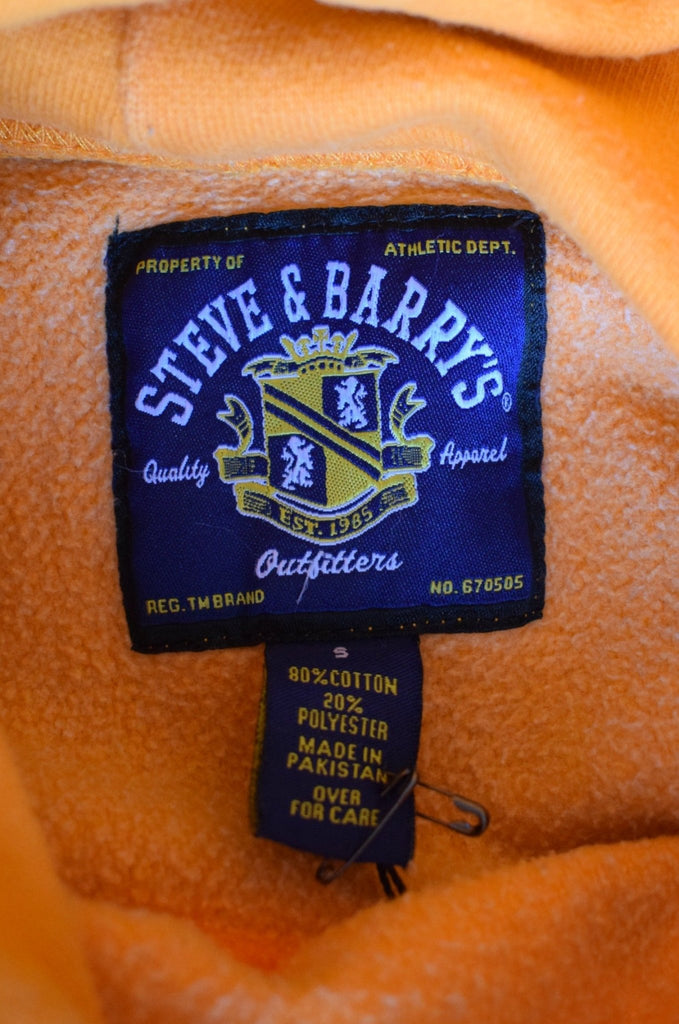 PROPERTY OF
ATHLETIC DEPT.
STEVE & BARRY'S®
Quality
Apparel
EST. 1985
Outfitters
REG. TM BRAND
NO. 670505
S
80% COTTON
20%
POLYESTER
MADE IN
PAKISTAN
OVER
FOR CARE